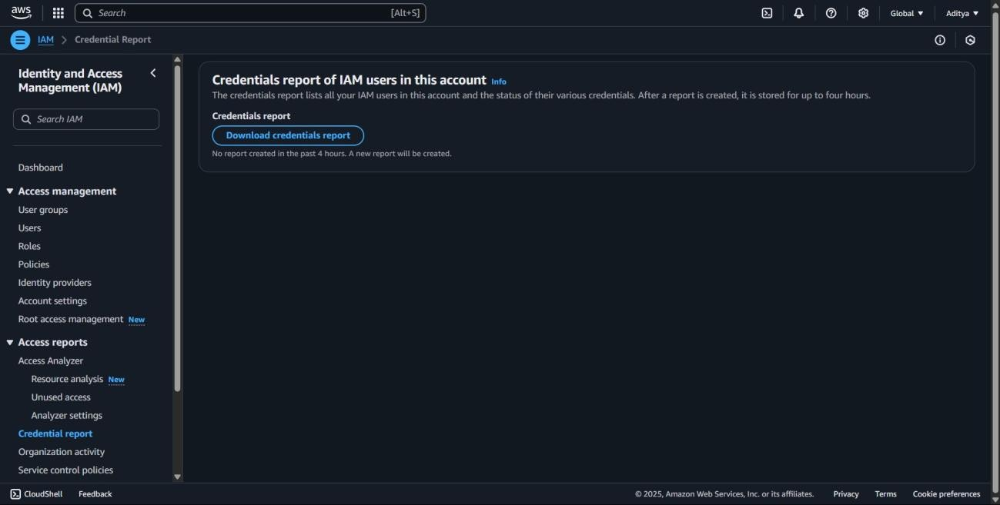 aws
Search [Alt+S]
Global ▼
Aditya ▼
IAM > Credential Report
Identity and Access
Management (IAM)
Search IAM
Dashboard
Access management
User groups
Users
Roles
Policies
Identity providers
Account settings
Root access management New
Access reports
Access Analyzer
Resource analysis New
Unused access
Analyzer settings
Credential report
Organization activity
Service control policies
Credentials report of IAM users in this account Info
The credentials report lists all your IAM users in this account and the status of their various credentials. After a report is created, it is stored for up to four hours.
Credentials report
Download credentials report
No report created in the past 4 hours. A new report will be created.
CloudShell Feedback
© 2025, Amazon Web Services, Inc. or its affiliates. Privacy Terms Cookie preferences